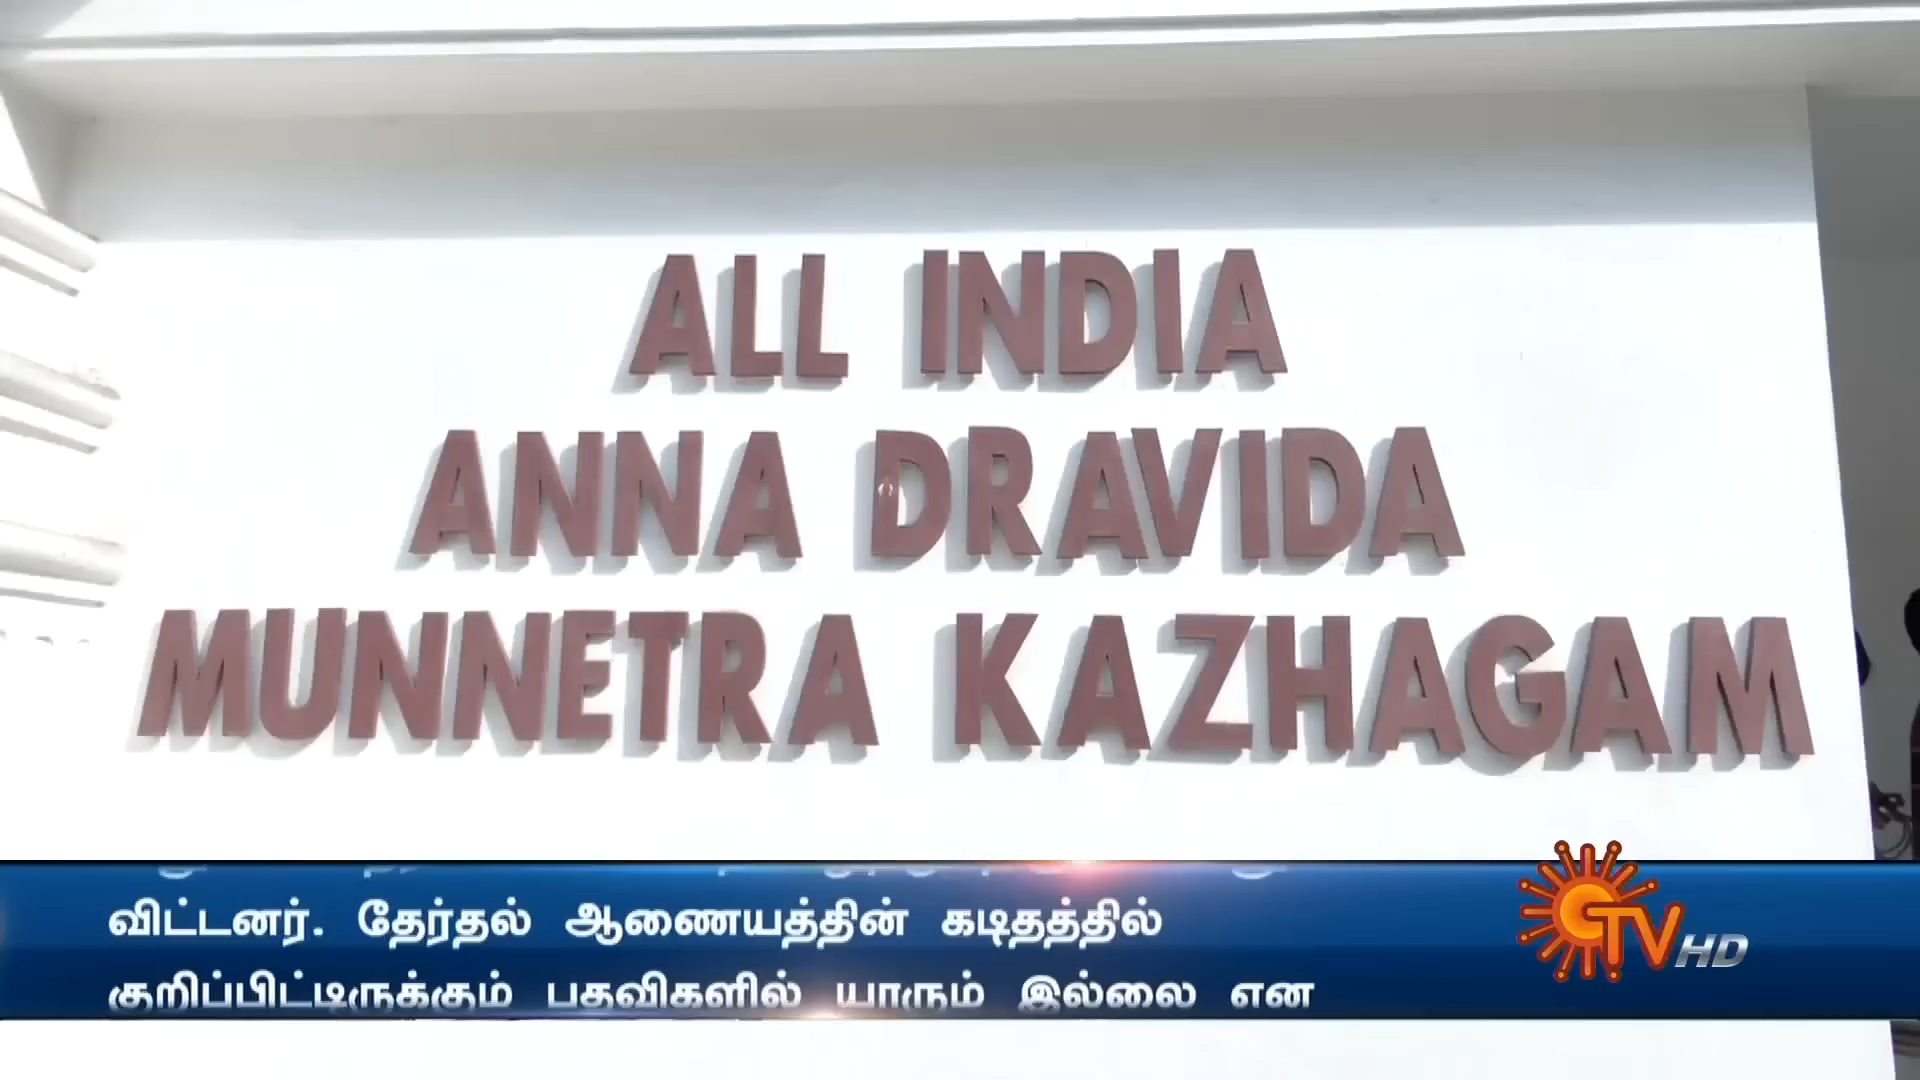 ALL INDIA
ANNA DRAVIDA
MUNNETRA KAZHAGAM
விட்டனர். தேர்தல் ஆணையத்தின் கடிதத்தில்
குறிப்பிட்டிருக்கும் பதவிகளில் யாரும் இல்லை என
TV HD